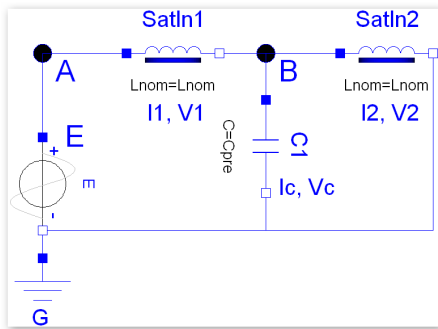 SatIn1
SatIn2
A
B
Lnom=Lnom
Lnom=Lnom
I1, V1
I2, V2
E
+
C=Cpre
C1
E
Ic, Vc
-
G